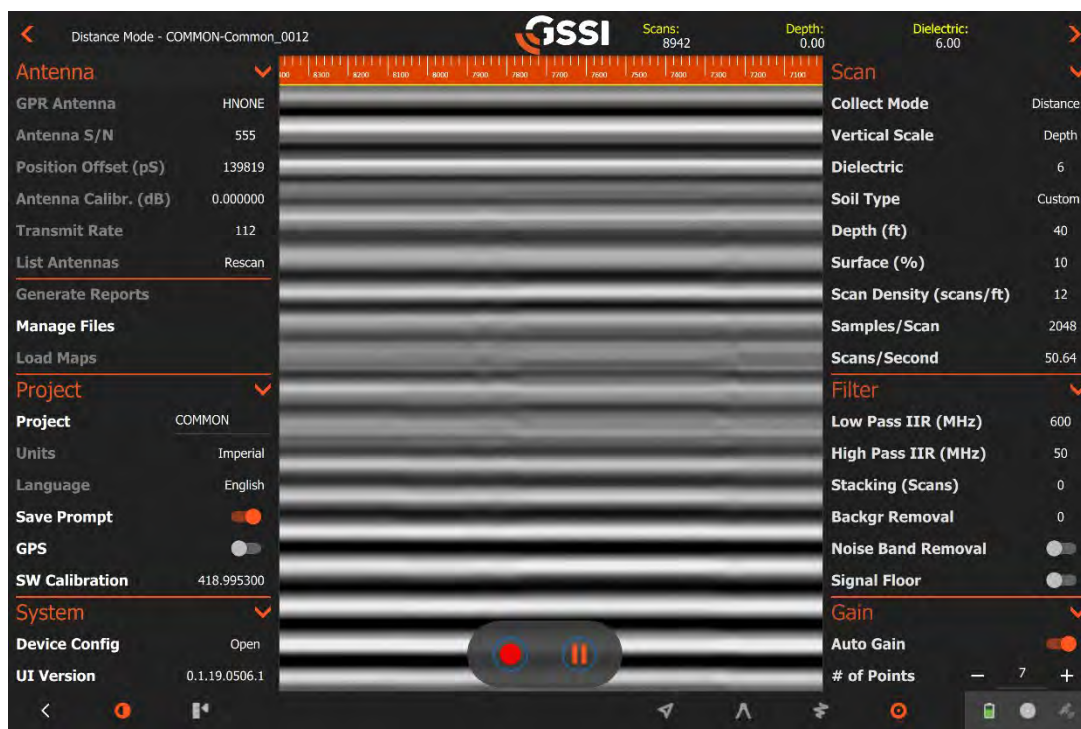 Distance Mode - COMMON-Common_0012
GSSI
Scans:
8942
Depth:
0.00
Dielectric:
6.00
Antenna
GPR Antenna HNONE
Antenna S/N 555
Position Offset (pS) 139819
Antenna Calibr. (dB) 0.000000
Transmit Rate 112
List Antennas Rescan
Generate Reports
Manage Files
Load Maps
Project
Project COMMON
Units Imperial
Language English
Save Prompt
GPS
SW Calibration 418.995300
System
Device Config Open
UI Version 0.1.19.0506.1
8300 8200 8100 8000 7900 7800 7700 7600 7500 7400 7300 7200 7100
Scan
Collect Mode Distance
Vertical Scale Depth
Dielectric 6
Soil Type Custom
Depth (ft) 40
Surface (%) 10
Scan Density (scans/ft) 12
Samples/Scan 2048
Scans/Second 50.64
Filter
Low Pass IIR (MHz) 600
High Pass IIR (MHz) 50
Stacking (Scans) 0
Backgr Removal 0
Noise Band Removal
Signal Floor
Gain
Auto Gain
# of Points − 7 +